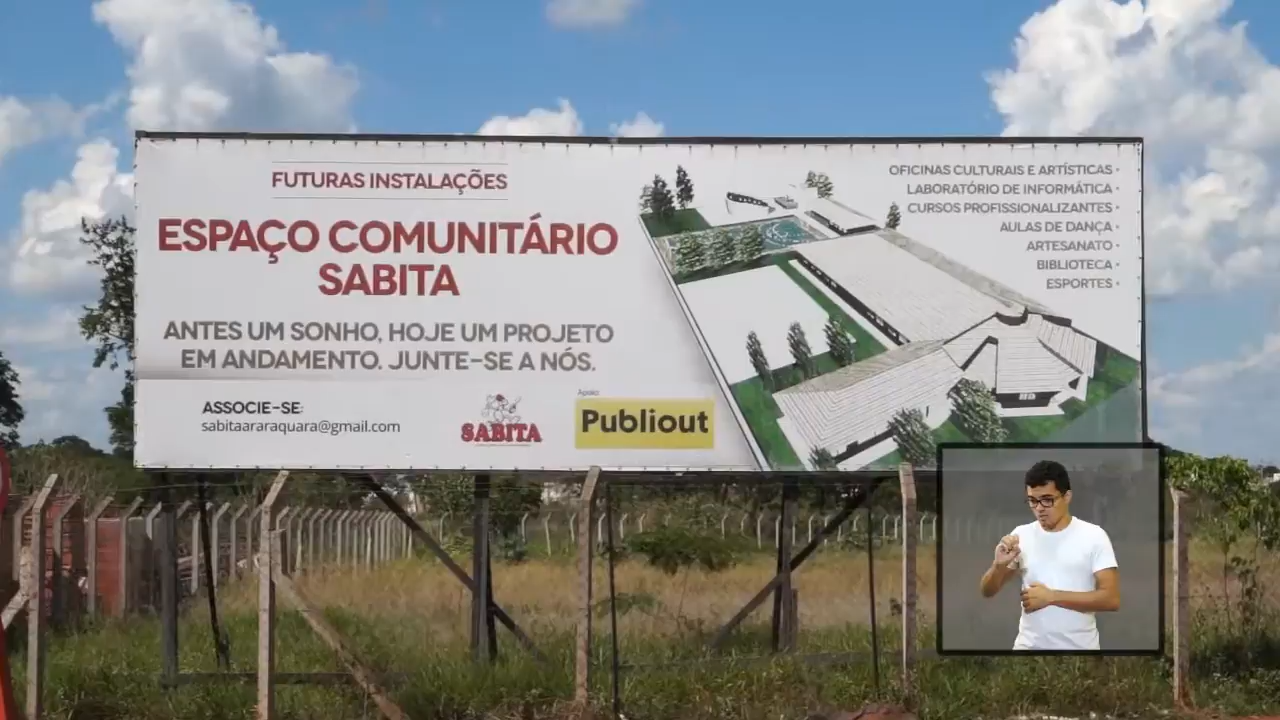 FUTURAS INSTALAÇÕES
ESPAÇO COMUNITÁRIO
SABITA
ANTES UM SONHO, HOJE UM PROJETO
EM ANDAMENTO. JUNTE-SE A NÓS.
ASSOCIE-SE:
sabitaararaquara@gmail.com
SABITA
Apoio:
Publiout
OFICINAS CULTURAIS E ARTÍSTICAS •
LABORATÓRIO DE INFORMÁTICA •
CURSOS PROFISSIONALIZANTES •
AULAS DE DANÇA •
ARTESANATO •
BIBLIOTECA •
ESPORTES •